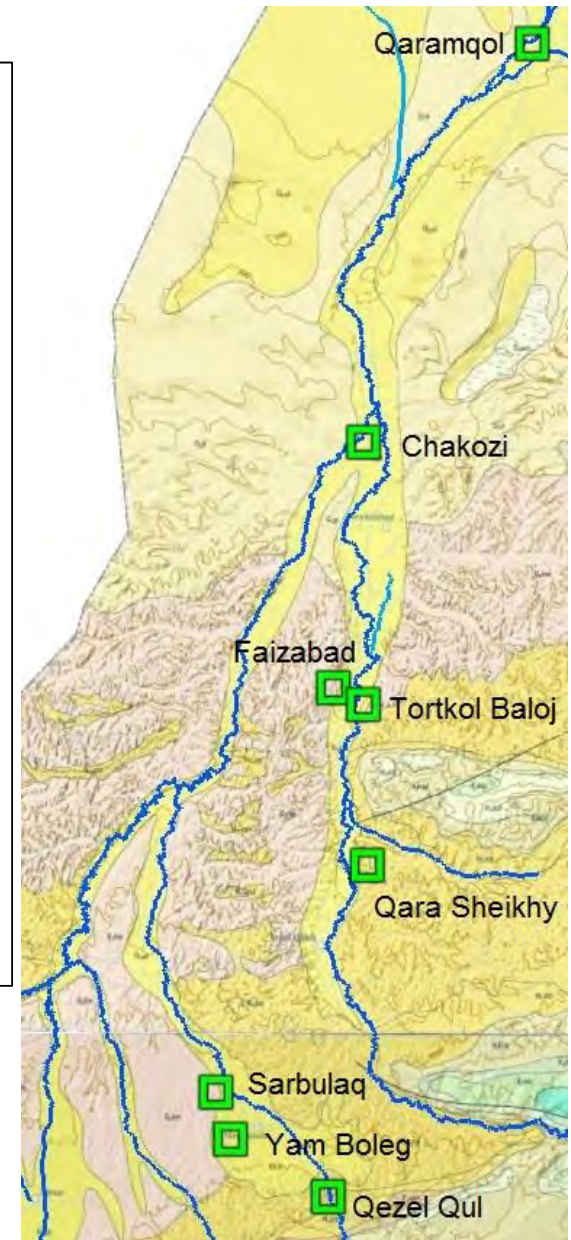 Qaramqol
Chakozi
Faizabad
Tortkol Baloj
Qara Sheikhy
Sarbulaq
Yam Boleg
Qezel Qul